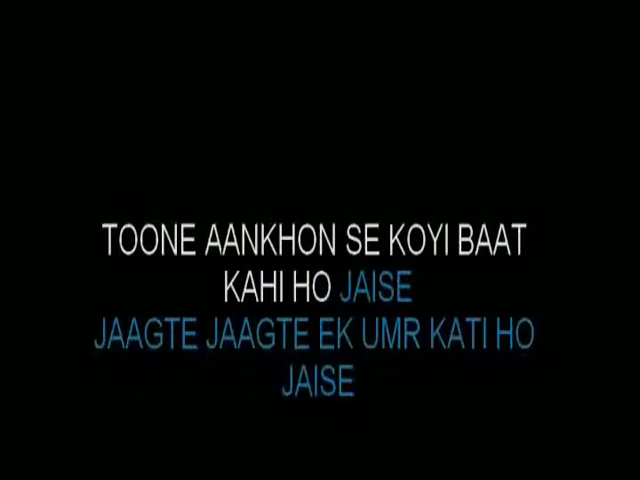 TOONE AANKHON SE KOYI BAAT
KAHI HO JAISE
JAAGTE JAAGTE EK UMR KATI HO
JAISE